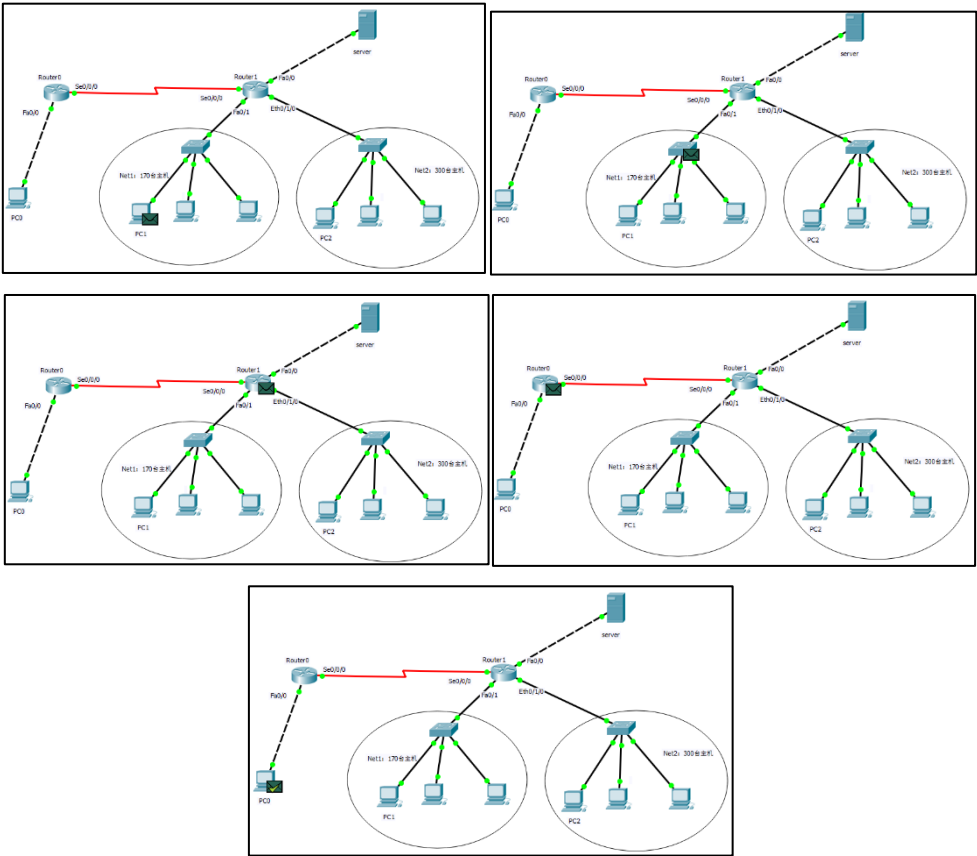 server
Fa0/0
Router0
Router1
Se0/0/0
Se0/0/0
Fa0/0
Fa0/1
Eth0/1/0
Net1：170台主机
Net2：300台主机
PC0
PC1
PC2
server
Fa0/0
Router0
Router1
Se0/0/0
Se0/0/0
Fa0/0
Fa0/1
Eth0/1/0
Net1：170台主机
Net2：300台主机
PC0
PC1
PC2
server
Router0
Router1
Fa0/0
Se0/0/0
Se0/0/0
Fa0/0
Fa0/1
Eth0/1/0
Net1：170台主机
Net2：300台主机
PC0
PC1
PC2
server
Router0
Router1
Fa0/0
Se0/0/0
Se0/0/0
Fa0/0
Fa0/1
Eth0/1/0
Net1：170台主机
Net2：300台主机
PC0
PC1
PC2
server
Router0
Router1
Fa0/0
Se0/0/0
Se0/0/0
Fa0/0
Fa0/1
Eth0/1/0
Net1：170台主机
Net2：300台主机
PC0
PC1
PC2